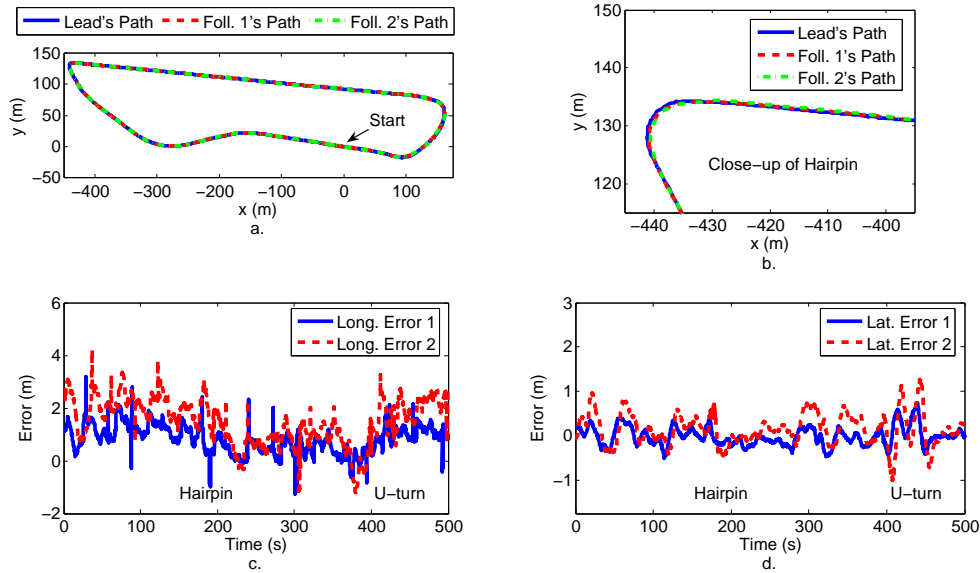 Lead's Path Foll. 1's Path Foll. 2's Path
150
100
50
0
−50
y (m)
Start
−400 −300 −200 −100 0 100
x (m)
a.
150
140
130
120
y (m)
Lead's Path
Foll. 1's Path
Foll. 2's Path
Close−up of Hairpin
−440 −430 −420 −410 −400
x (m)
b.
6
4
2
0
−2
Error (m)
Long. Error 1
Long. Error 2
Hairpin U−turn
0 100 200 300 400 500
Time (s)
c.
3
2
1
0
−1
Error (m)
Lat. Error 1
Lat. Error 2
Hairpin U−turn
0 100 200 300 400 500
Time (s)
d.